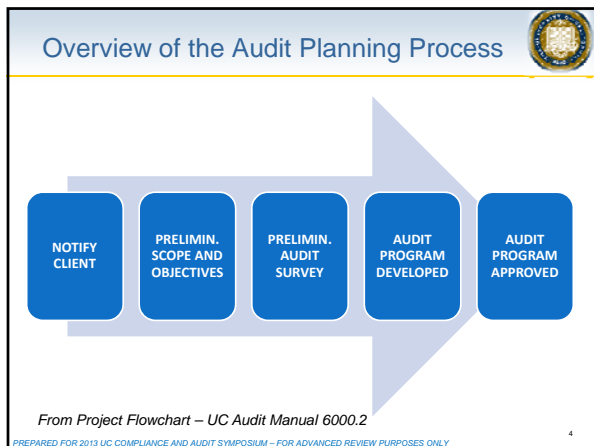 Overview of the Audit Planning Process
NOTIFY
CLIENT
PRELIMIN.
SCOPE AND
OBJECTIVES
PRELIMIN.
AUDIT
SURVEY
AUDIT
PROGRAM
DEVELOPED
AUDIT
PROGRAM
APPROVED
From Project Flowchart – UC Audit Manual 6000.2
4
PREPARED FOR 2013 UC COMPLIANCE AND AUDIT SYMPOSIUM – FOR ADVANCED REVIEW PURPOSES ONLY